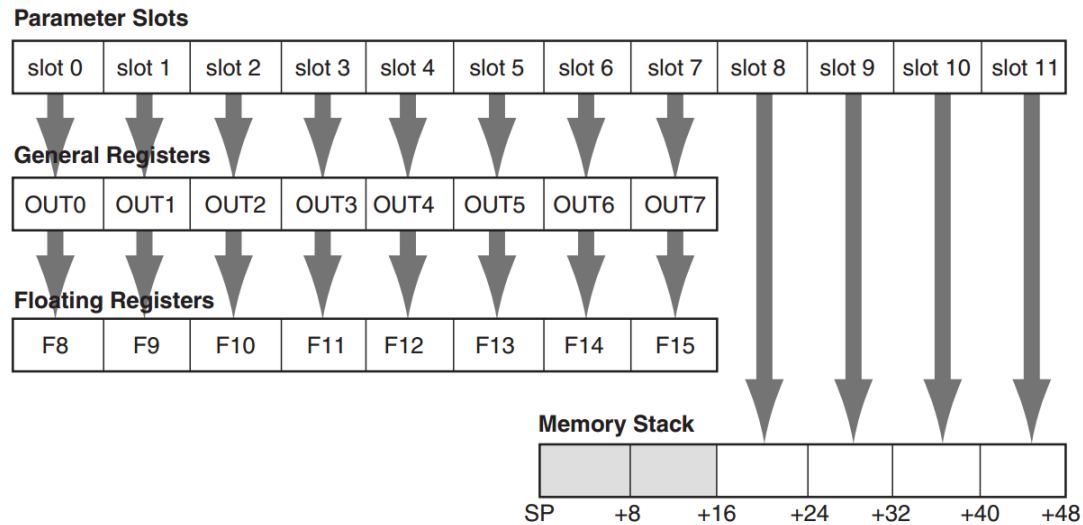 Parameter Slots
slot 0 slot 1 slot 2 slot 3 slot 4 slot 5 slot 6 slot 7 slot 8 slot 9 slot 10 slot 11
General Registers
OUT0 OUT1 OUT2 OUT3 OUT4 OUT5 OUT6 OUT7
Floating Registers
F8 F9 F10 F11 F12 F13 F14 F15
Memory Stack
SP +8 +16 +24 +32 +40 +48